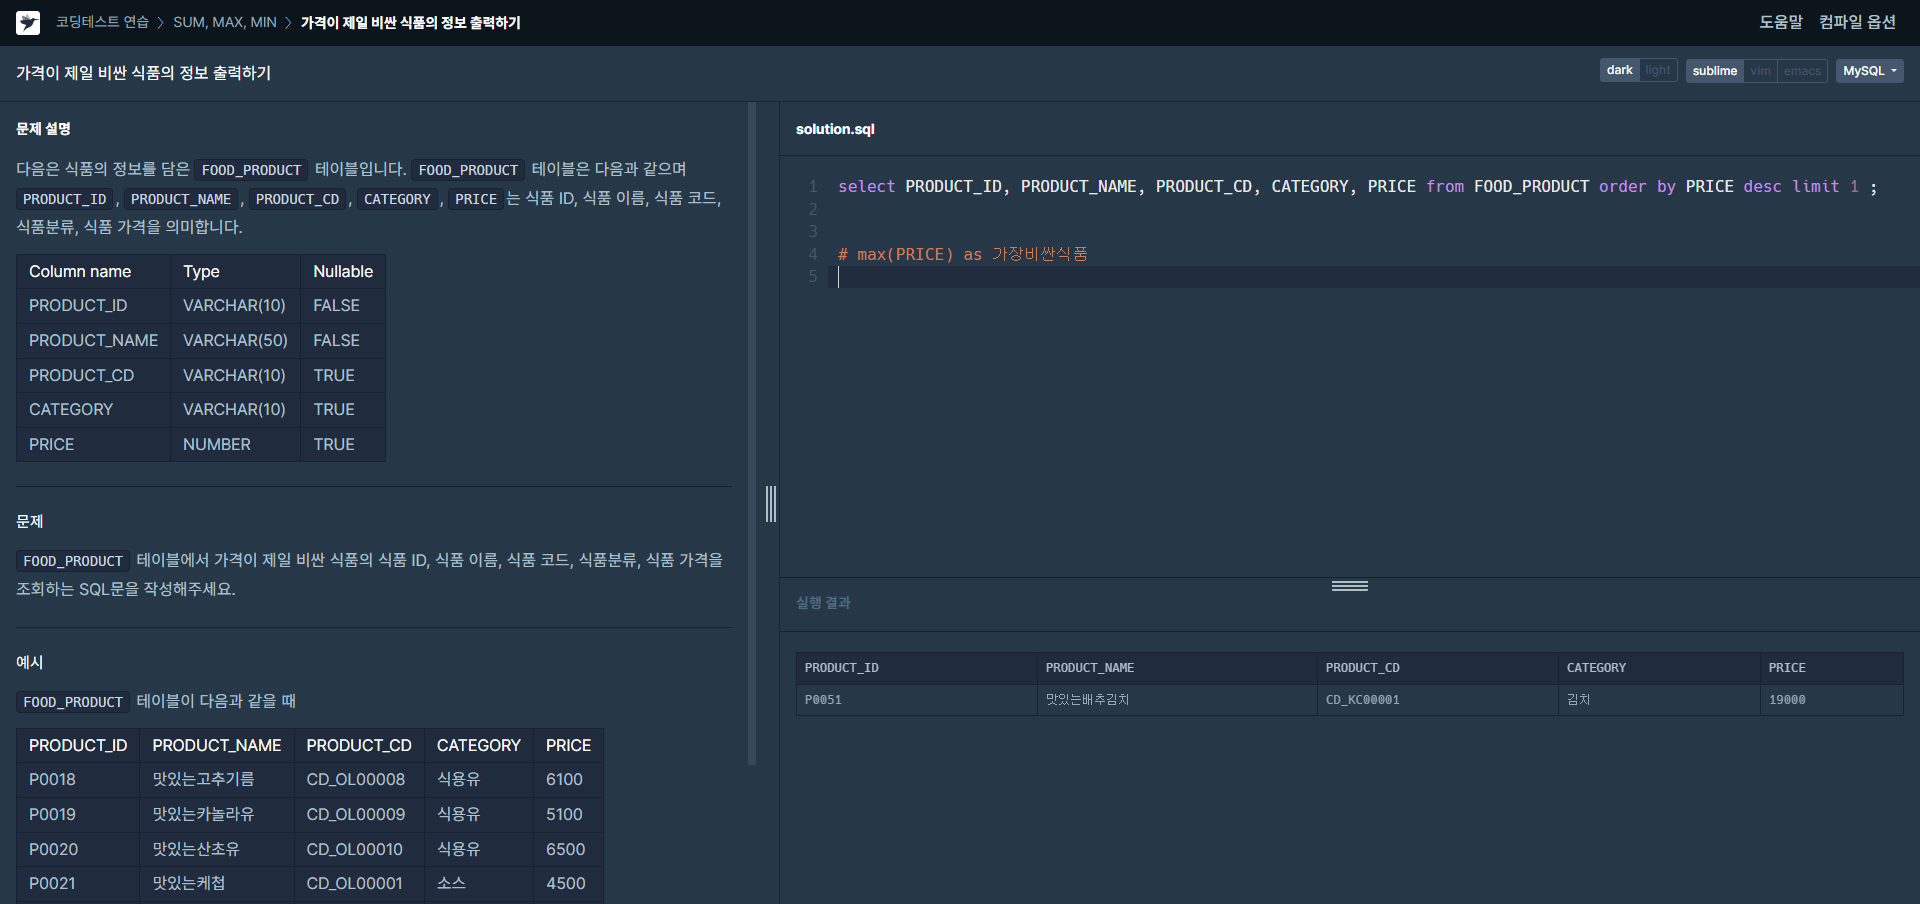 코딩테스트 연습 > SUM, MAX, MIN > 가격이 제일 비싼 식품의 정보 출력하기
도움말 컴파일 옵션
가격이 제일 비싼 식품의 정보 출력하기
dark light sublime vim emacs MySQL
문제 설명
다음은 식품의 정보를 담은 FOOD_PRODUCT 테이블입니다. FOOD_PRODUCT 테이블은 다음과 같으며
PRODUCT_ID , PRODUCT_NAME , PRODUCT_CD , CATEGORY , PRICE 는 식품 ID, 식품 이름, 식품 코드,
식품분류, 식품 가격을 의미합니다.
Column name Type Nullable
PRODUCT_ID VARCHAR(10) FALSE
PRODUCT_NAME VARCHAR(50) FALSE
PRODUCT_CD VARCHAR(10) TRUE
CATEGORY VARCHAR(10) TRUE
PRICE NUMBER TRUE
문제
FOOD_PRODUCT 테이블에서 가격이 제일 비싼 식품의 식품 ID, 식품 이름, 식품 코드, 식품분류, 식품 가격을
조회하는 SQL문을 작성해주세요.
예시
FOOD_PRODUCT 테이블이 다음과 같을 때
PRODUCT_ID PRODUCT_NAME PRODUCT_CD CATEGORY PRICE
P0018 맛있는고추기름 CD_OL00008 식용유 6100
P0019 맛있는카놀라유 CD_OL00009 식용유 5100
P0020 맛있는산초유 CD_OL00010 식용유 6500
P0021 맛있는케첩 CD_OL00001 소스 4500
solution.sql
1 select PRODUCT_ID, PRODUCT_NAME, PRODUCT_CD, CATEGORY, PRICE from FOOD_PRODUCT order by PRICE desc limit 1 ;
2
3
4 # max(PRICE) as 가장비싼식품
5
실행 결과
PRODUCT_ID PRODUCT_NAME PRODUCT_CD CATEGORY PRICE
P0051 맛있는배추김치 CD_KC00001 김치 19000